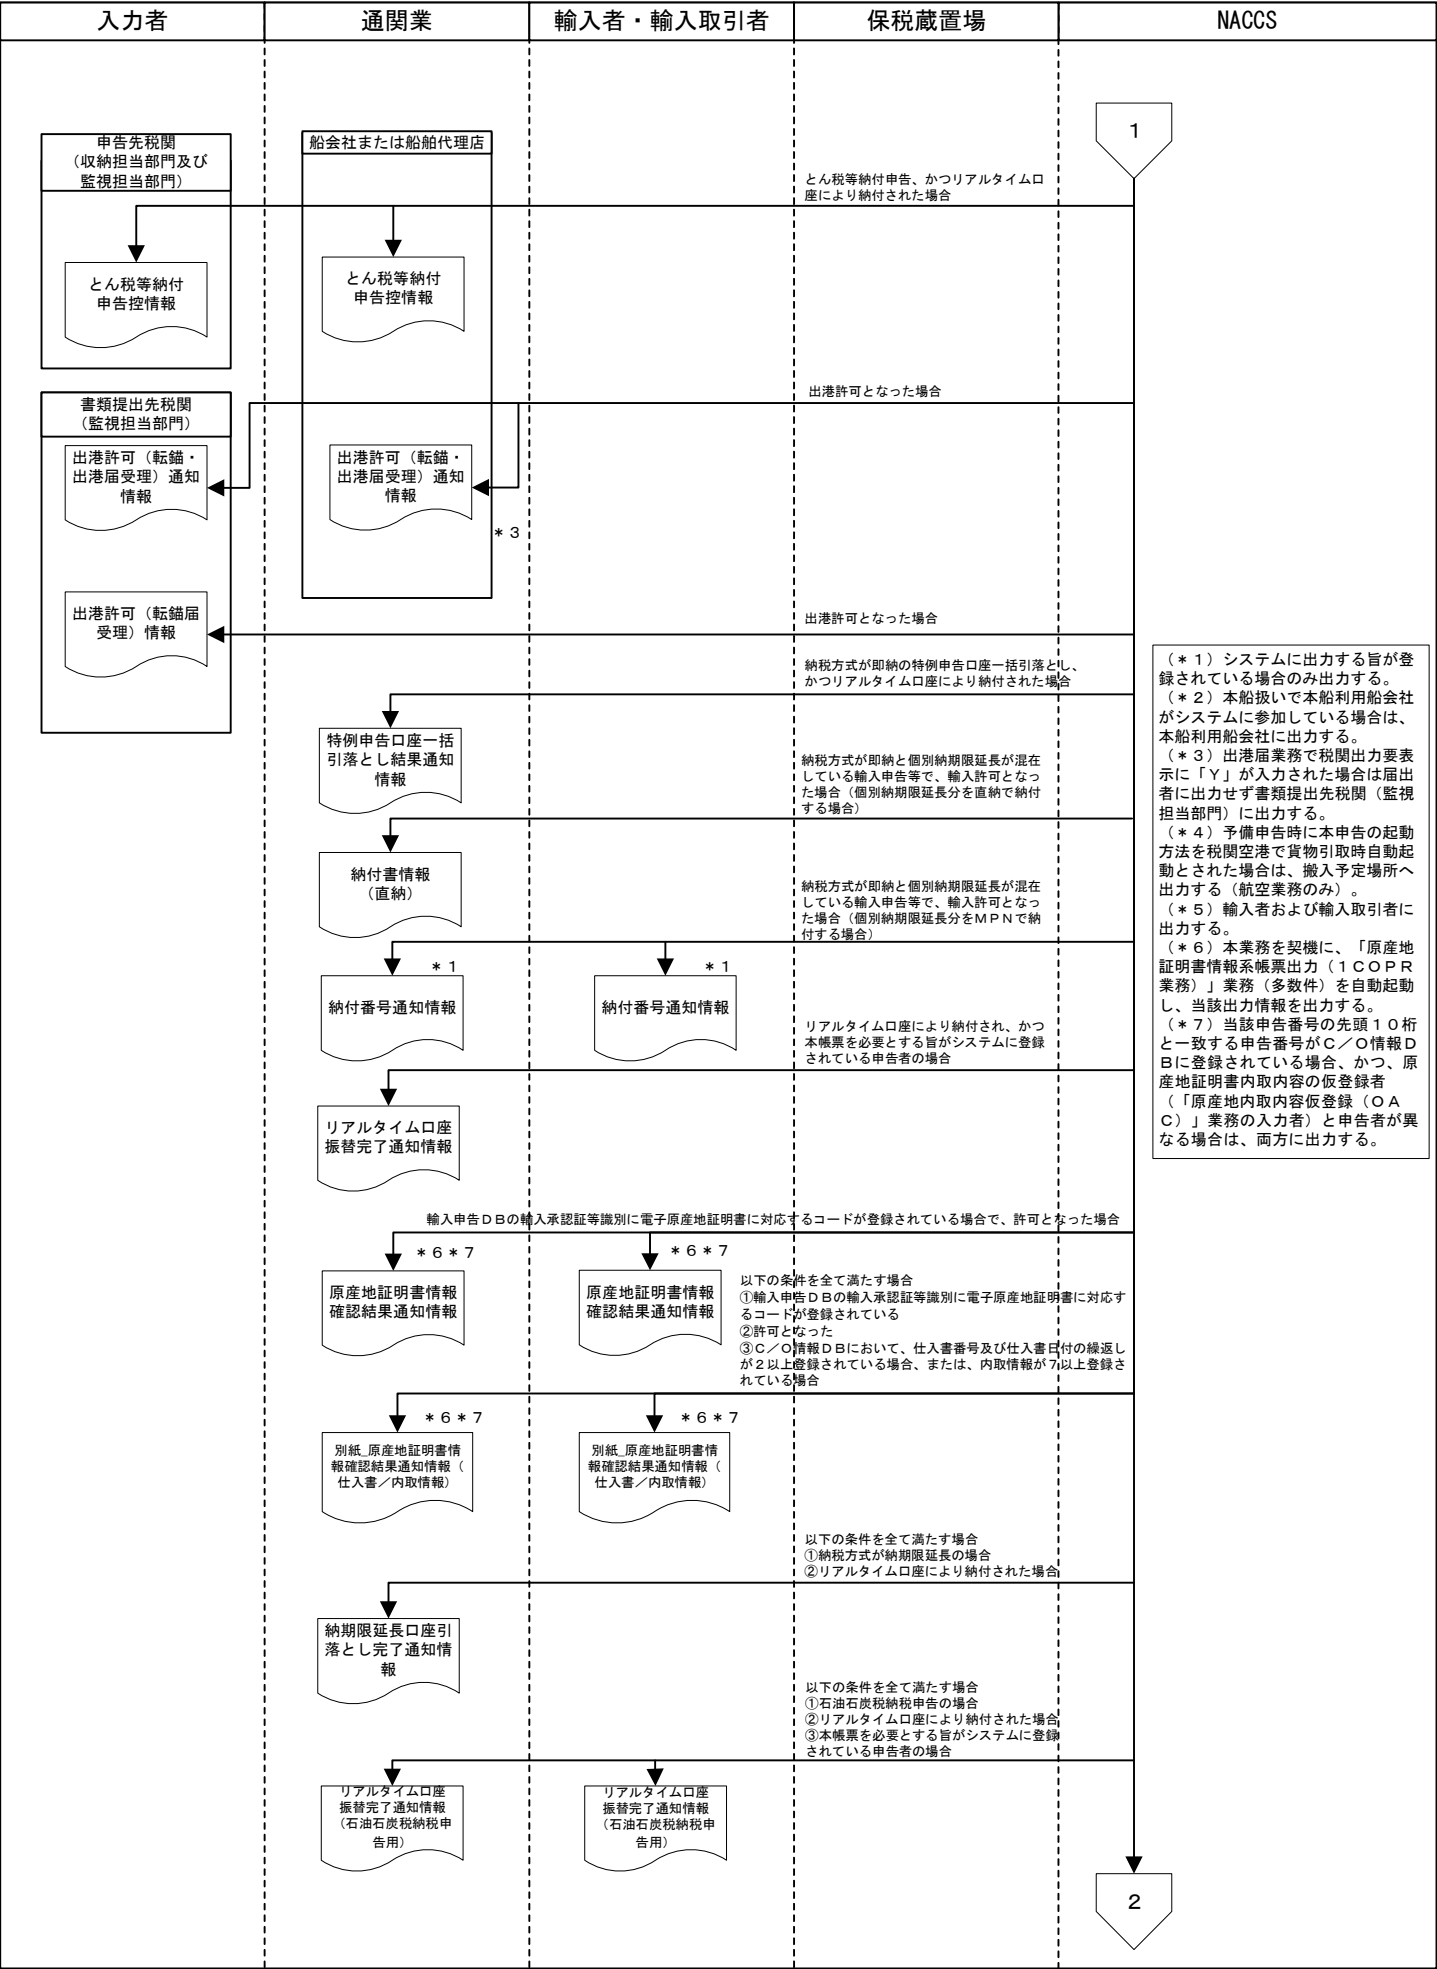 入力者
通関業
輸入者・輸入取引者
保税蔵置場
NACCS
1
申告先税関
（収納担当部門及び
監視担当部門）
船会社または船舶代理店
とん税等納付申告、かつリアルタイム口
座により納付された場合
とん税等納付
申告控情報
とん税等納付
申告控情報
出港許可となった場合
書類提出先税関
（監視担当部門）
出港許可（転錨・
出港届受理）通知
情報
出港許可（転錨・
出港届受理）通知
情報
＊３
出港許可（転錨届
受理）情報
出港許可となった場合
納税方式が即納の特例申告口座一括引落とし、
かつリアルタイム口座により納付された場合
特例申告口座一括
引落とし結果通知
情報
納税方式が即納と個別納期限延長が混在
している輸入申告等で、輸入許可となっ
た場合（個別納期限延長分を直納で納付
する場合）
納付書情報
（直納）
納税方式が即納と個別納期限延長が混在
している輸入申告等で、輸入許可となっ
た場合（個別納期限延長分をＭＰＮで納
付する場合）
＊１
納付番号通知情報
＊１
納付番号通知情報
リアルタイム口座により納付され、かつ
本帳票を必要とする旨がシステムに登録
されている申告者の場合
リアルタイム口座
振替完了通知情報
輸入申告ＤＢの輸入承認証等識別に電子原産地証明書に対応するコードが登録されている場合で、許可となった場合
＊６＊７
原産地証明書情報
確認結果通知情報
＊６＊７
原産地証明書情報
確認結果通知情報
以下の条件を全て満たす場合
①輸入申告ＤＢの輸入承認証等識別に電子原産地証明書に対応す
るコードが登録されている
②許可となった
③Ｃ／Ｏ情報ＤＢにおいて、仕入書番号及び仕入書日付の繰返し
が２以上登録されている場合、または、内取情報が７以上登録さ
れている場合
＊６＊７
別紙_原産地証明書情
報確認結果通知情報（
仕入書／内取情報）
＊６＊７
別紙_原産地証明書情
報確認結果通知情報（
仕入書／内取情報）
以下の条件を全て満たす場合
①納税方式が納期限延長の場合
②リアルタイム口座により納付された場合
納期限延長口座引
落とし完了通知情
報
以下の条件を全て満たす場合
①石油石炭税納税申告の場合
②リアルタイム口座により納付された場合
③本帳票を必要とする旨がシステムに登録
されている申告者の場合
リアルタイム口座
振替完了通知情報
（石油石炭税納税申
告用）
リアルタイム口座
振替完了通知情報
（石油石炭税納税申
告用）
（＊１）システムに出力する旨が登
録されている場合のみ出力する。
（＊２）本船扱いで本船利用船会社
がシステムに参加している場合は、
本船利用船会社に出力する。
（＊３）出港届業務で税関出力要表
示に「Ｙ」が入力された場合は届出
者に出力せず書類提出先税関（監視
担当部門）に出力する。
（＊４）予備申告時に本申告の起動
方法を税関空港で貨物引取時自動起
動とされた場合は、搬入予定場所へ
出力する（航空業務のみ）。
（＊５）輸入者および輸入取引者に
出力する。
（＊６）本業務を契機に、「原産地
証明書情報系帳票出力（１ＣＯＰＲ
業務）」業務（多数件）を自動起動
し、当該出力情報を出力する。
（＊７）当該申告番号の先頭１０桁
と一致する申告番号がＣ／Ｏ情報Ｄ
Ｂに登録されている場合、かつ、原
産地証明書内取内容の仮登録者
（「原産地内取内容仮登録（ＯＡ
Ｃ）」業務の入力者）と申告者が異
なる場合は、両方に出力する。
2